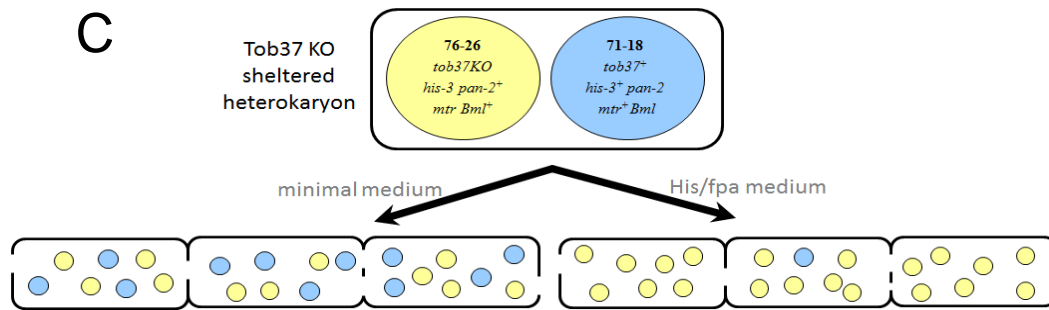 C
Tob37 KO
sheltered
heterokaryon
76-26
tob37KO
his-3 pan-2⁺
mtr Bml⁺
71-18
tob37⁺
his-3⁺ pan-2
mtr⁺ Bml
minimal medium
His/fpa medium